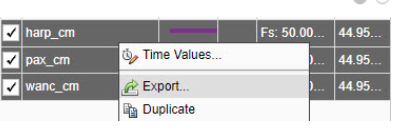 harp_cm Fs: 50.00... 44.95...
Time Values...
pax_cm )... 44.95...
Export...
wanc_cm )... 44.95...
Duplicate